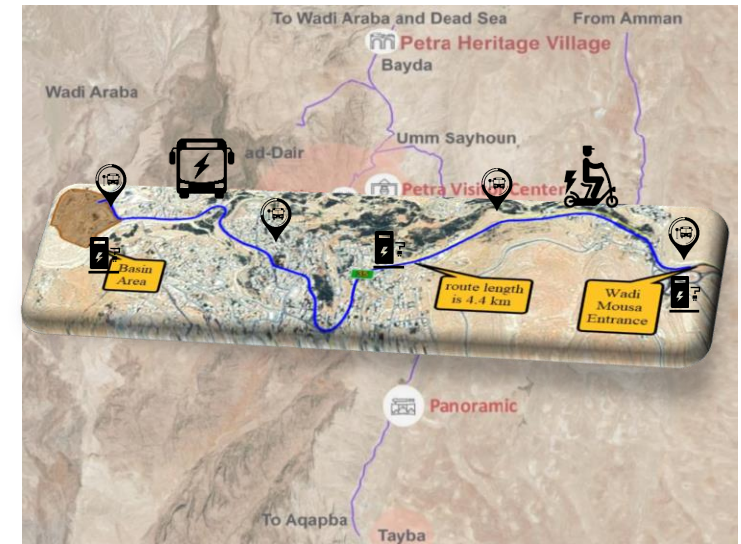 To Wadi Araba and Dead Sea
From Amman
Petra Heritage Village
Bayda
Wadi Araba
Umm Sayhoun
ad-Dair
Petra Visitor Center
Basin
Area
route length
is 4.4 km
Wadi
Mousa
Entrance
Panoramic
To Aqapba
Tayba